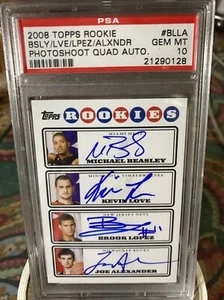 PSA
2008 TOPPS ROOKIE #BLLA
BSLY/LVE/LPEZ/ALXNDR GEM MT
PHOTOSHOOT QUAD AUTO. 10
21290128
Topps ROOKIES
MICHAEL BEASLEY
KEVIN LOVE
NEW JERSEY NETS
BROOK LOPEZ
JOE ALEXANDER